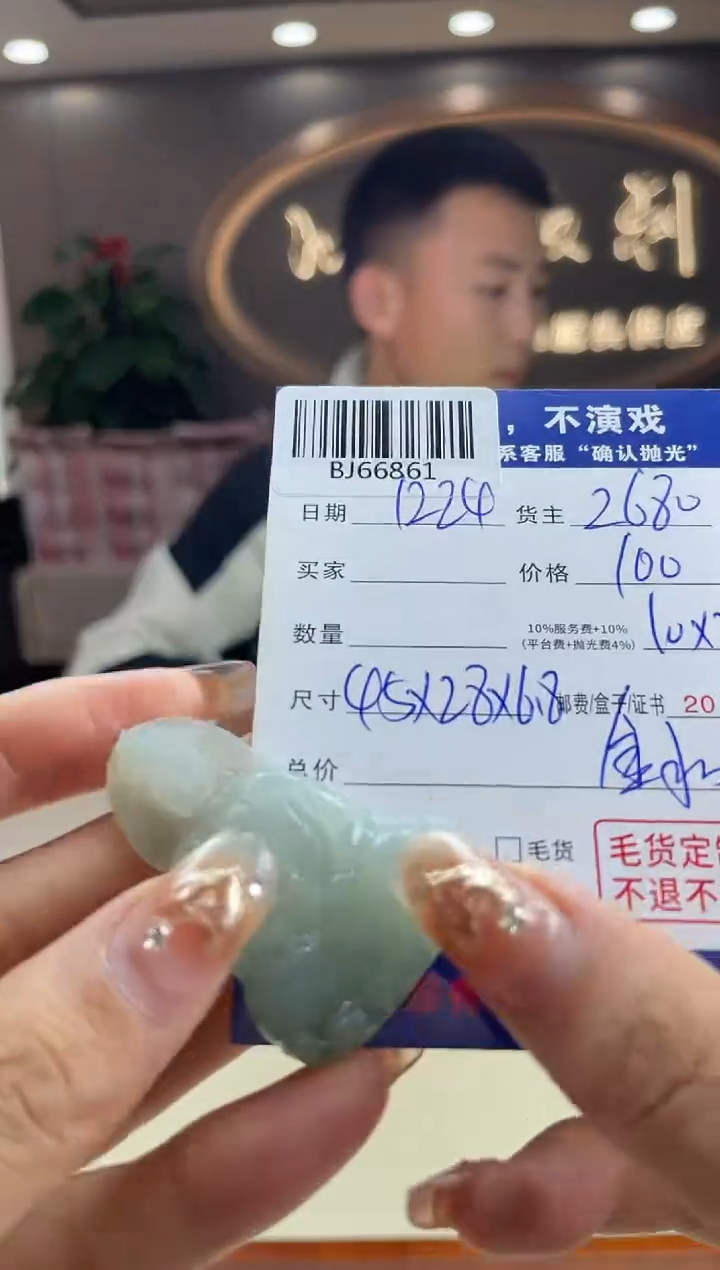 ，不演戏
系客服“确认抛光”
BJ66861
日期 1224 货主 2680
买家 价格 100
数量 10%服务费+10%
（平台费+抛光费4%）
尺寸 45X28X6.8 邮费/盒子/证书 20
总价
毛货
毛货定
不退不